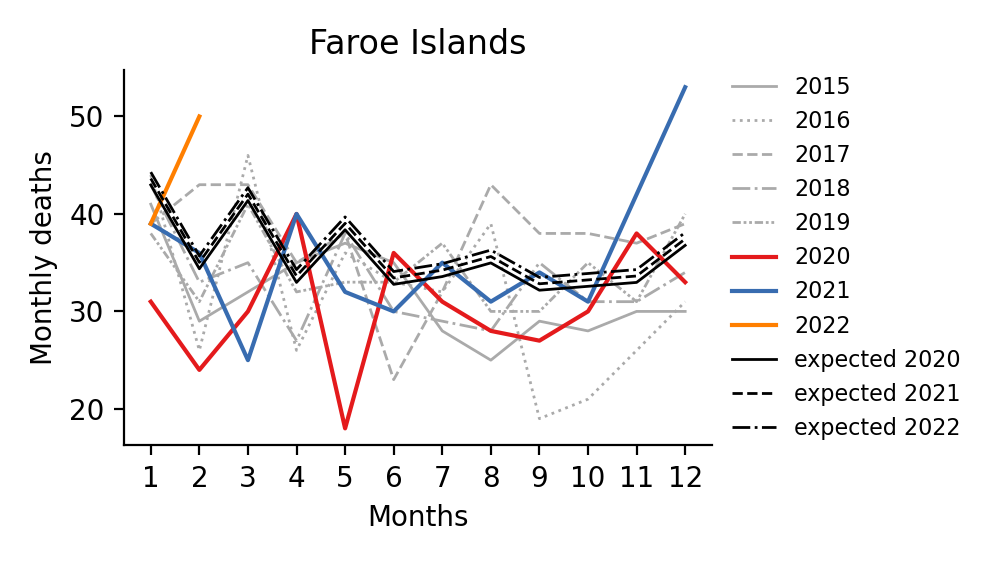 Faroe Islands
Monthly deaths
50
40
30
20
1 2 3 4 5 6 7 8 9 10 11 12
Months
2015
2016
2017
2018
2019
2020
2021
2022
expected 2020
expected 2021
expected 2022